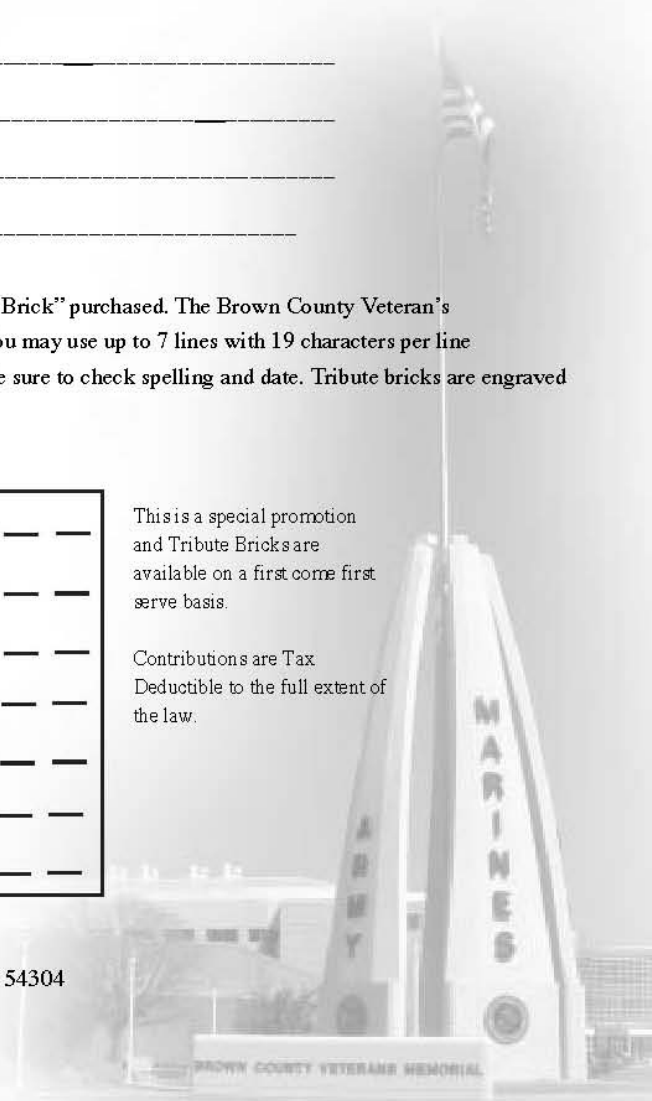 Brick” purchased. The Brown County Veteran’s
ou may use up to 7 lines with 19 characters per line
e sure to check spelling and date. Tribute bricks are engraved
This is a special promotion
and Tribute Bricks are
available on a first come first
serve basis.
Contributions are Tax
Deductible to the full extent of
the law.
MARINES
ARMY
54304
BROWN COUNTY VETERANS MEMORIAL